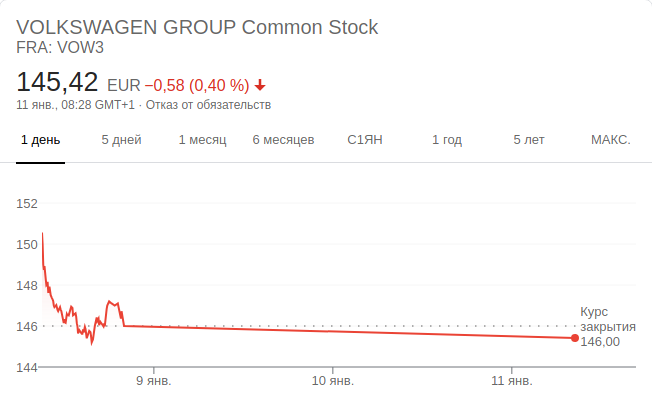 VOLKSWAGEN GROUP Common Stock
FRA: VOW3
145,42 EUR −0,58 (0,40 %)
11 янв., 08:28 GMT+1 · Отказ от обязательств
1 день 5 дней 1 месяц 6 месяцев С1ЯН 1 год 5 лет МАКС.
152
150
148
146
144
Курс
закрытия
146,00
9 янв. 10 янв. 11 янв.